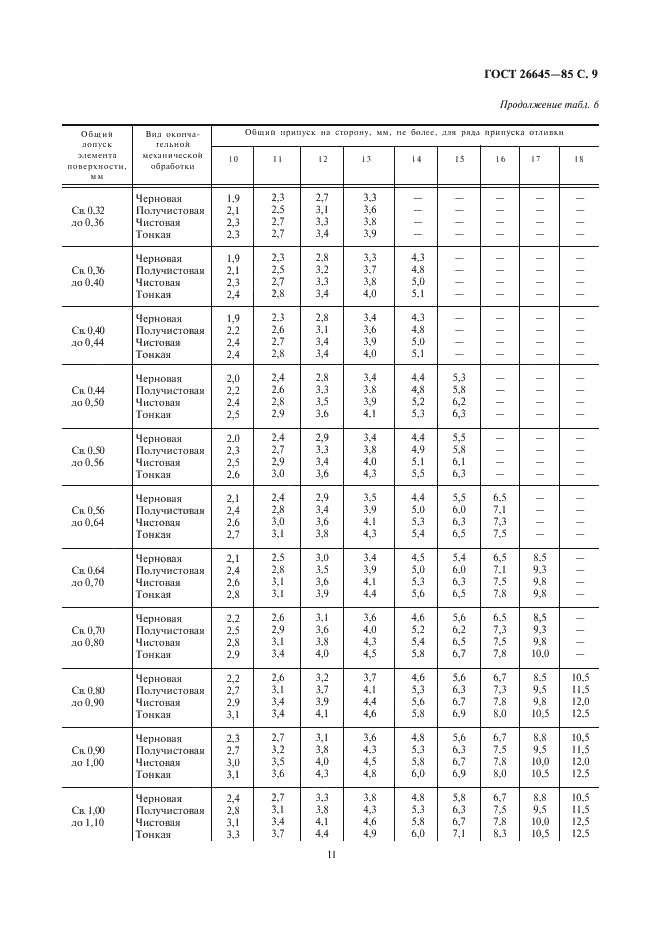 ГОСТ 26645—85 С. 9
Продолжение табл. 6
Общий допуск элемента поверхности, мм
Вид оконча-тельной механической обработки
Общий припуск на сторону, мм, не более, для ряда припуска отливки
10 11 12 13 14 15 16 17 18
Св. 0,32 до 0,36
Черновая 1,9 2,3 2,7 3,3 — — — — —
Получистовая 2,1 2,5 3,1 3,6 — — — — —
Чистовая 2,3 2,7 3,3 3,8 — — — — —
Тонкая 2,3 2,7 3,4 3,9 — — — — —
Св. 0,36 до 0,40
Черновая 1,9 2,3 2,8 3,3 4,3 — — — —
Получистовая 2,1 2,5 3,2 3,7 4,8 — — — —
Чистовая 2,3 2,7 3,3 3,8 5,0 — — — —
Тонкая 2,4 2,8 3,4 4,0 5,1 — — — —
Св. 0,40 до 0,44
Черновая 1,9 2,3 2,8 3,4 4,3 — — — —
Получистовая 2,2 2,6 3,1 3,6 4,8 — — — —
Чистовая 2,4 2,7 3,4 3,9 5,0 — — — —
Тонкая 2,4 2,8 3,4 4,0 5,1 — — — —
Св. 0,44 до 0,50
Черновая 2,0 2,4 2,8 3,4 4,4 5,3 — — —
Получистовая 2,2 2,6 3,3 3,8 4,8 5,8 — — —
Чистовая 2,4 2,8 3,5 3,9 5,2 6,2 — — —
Тонкая 2,5 2,9 3,6 4,1 5,3 6,3 — — —
Св. 0,50 до 0,56
Черновая 2,0 2,4 2,9 3,4 4,4 5,5 — — —
Получистовая 2,3 2,7 3,3 3,8 4,9 5,8 — — —
Чистовая 2,5 2,9 3,4 4,0 5,1 6,1 — — —
Тонкая 2,6 3,0 3,6 4,3 5,5 6,3 — — —
Св. 0,56 до 0,64
Черновая 2,1 2,4 2,9 3,5 4,4 5,5 6,5 — —
Получистовая 2,4 2,8 3,4 3,9 5,0 6,0 7,1 — —
Чистовая 2,6 3,0 3,6 4,1 5,3 6,3 7,3 — —
Тонкая 2,7 3,1 3,8 4,3 5,4 6,5 7,5 — —
Св. 0,64 до 0,70
Черновая 2,1 2,5 3,0 3,4 4,5 5,4 6,5 8,5 —
Получистовая 2,4 2,8 3,5 3,9 5,0 6,0 7,1 9,3 —
Чистовая 2,6 3,1 3,6 4,1 5,3 6,3 7,5 9,8 —
Тонкая 2,8 3,1 3,9 4,4 5,6 6,5 7,8 9,8 —
Св. 0,70 до 0,80
Черновая 2,2 2,6 3,1 3,6 4,6 5,6 6,5 8,5 —
Получистовая 2,5 2,9 3,6 4,0 5,2 6,2 7,3 9,3 —
Чистовая 2,8 3,1 3,8 4,3 5,4 6,5 7,5 9,8 —
Тонкая 2,9 3,4 4,0 4,5 5,8 6,7 7,8 10,0 —
Св. 0,80 до 0,90
Черновая 2,2 2,6 3,2 3,7 4,6 5,6 6,7 8,5 10,5
Получистовая 2,7 3,1 3,7 4,1 5,3 6,3 7,3 9,5 11,5
Чистовая 2,9 3,4 3,9 4,4 5,6 6,7 7,8 9,8 12,0
Тонкая 3,1 3,4 4,1 4,6 5,8 6,9 8,0 10,5 12,5
Св. 0,90 до 1,00
Черновая 2,3 2,7 3,1 3,6 4,8 5,6 6,7 8,8 10,5
Получистовая 2,7 3,2 3,8 4,3 5,3 6,3 7,5 9,5 11,5
Чистовая 3,0 3,5 4,0 4,5 5,8 6,7 7,8 10,0 12,0
Тонкая 3,1 3,6 4,3 4,8 6,0 6,9 8,0 10,5 12,5
Св. 1,00 до 1,10
Черновая 2,4 2,7 3,3 3,8 4,8 5,8 6,7 8,8 10,5
Получистовая 2,8 3,1 3,8 4,3 5,3 6,3 7,5 9,5 11,5
Чистовая 3,1 3,4 4,1 4,6 5,8 6,7 7,8 10,0 12,5
Тонкая 3,3 3,7 4,4 4,9 6,0 7,1 8,3 10,5 12,5
11